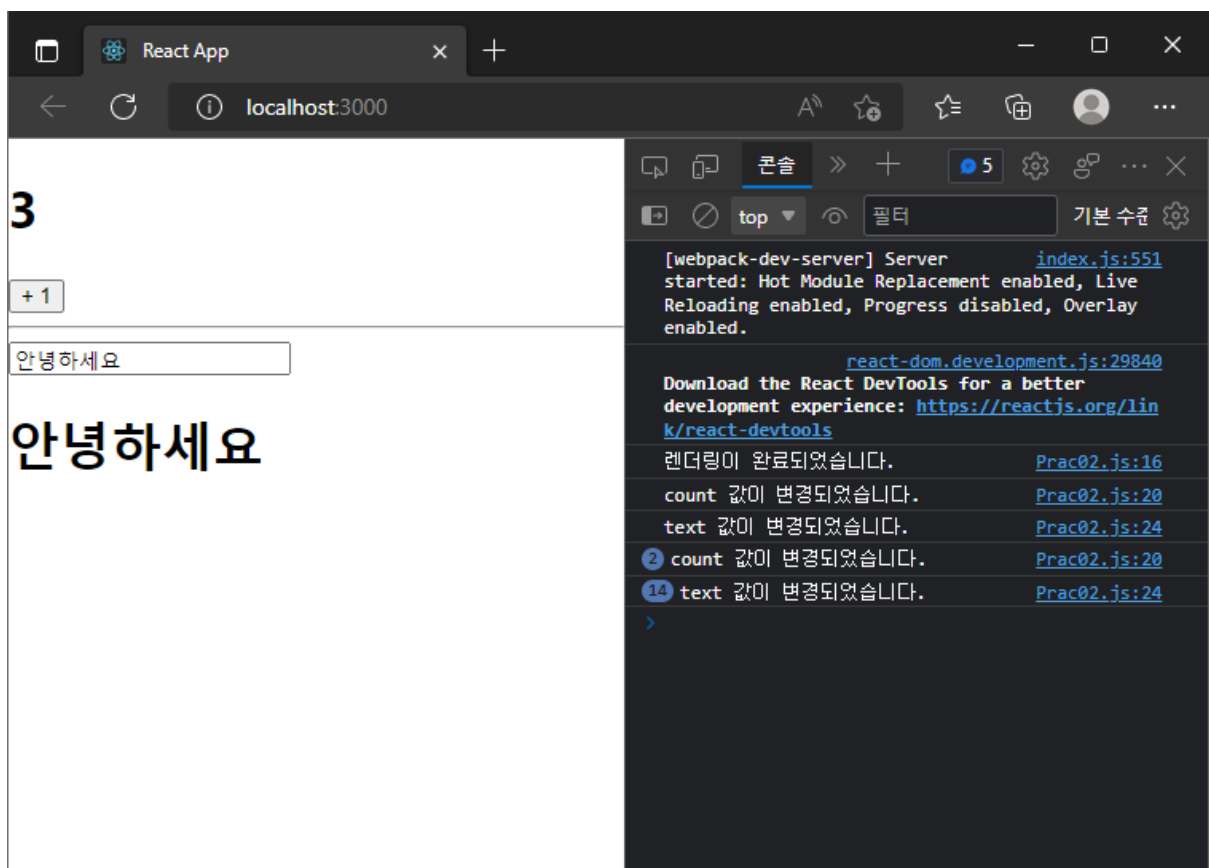 React App
localhost:3000
3
+ 1
안녕하세요
안녕하세요
콘솔
5
top
필터
기본 수준
[webpack-dev-server] Server index.js:551
started: Hot Module Replacement enabled, Live
Reloading enabled, Progress disabled, Overlay
enabled.
react-dom.development.js:29840
Download the React DevTools for a better
development experience: https://reactjs.org/lin
k/react-devtools
렌더링이 완료되었습니다. Prac02.js:16
count 값이 변경되었습니다. Prac02.js:20
text 값이 변경되었습니다. Prac02.js:24
2 count 값이 변경되었습니다. Prac02.js:20
14 text 값이 변경되었습니다. Prac02.js:24